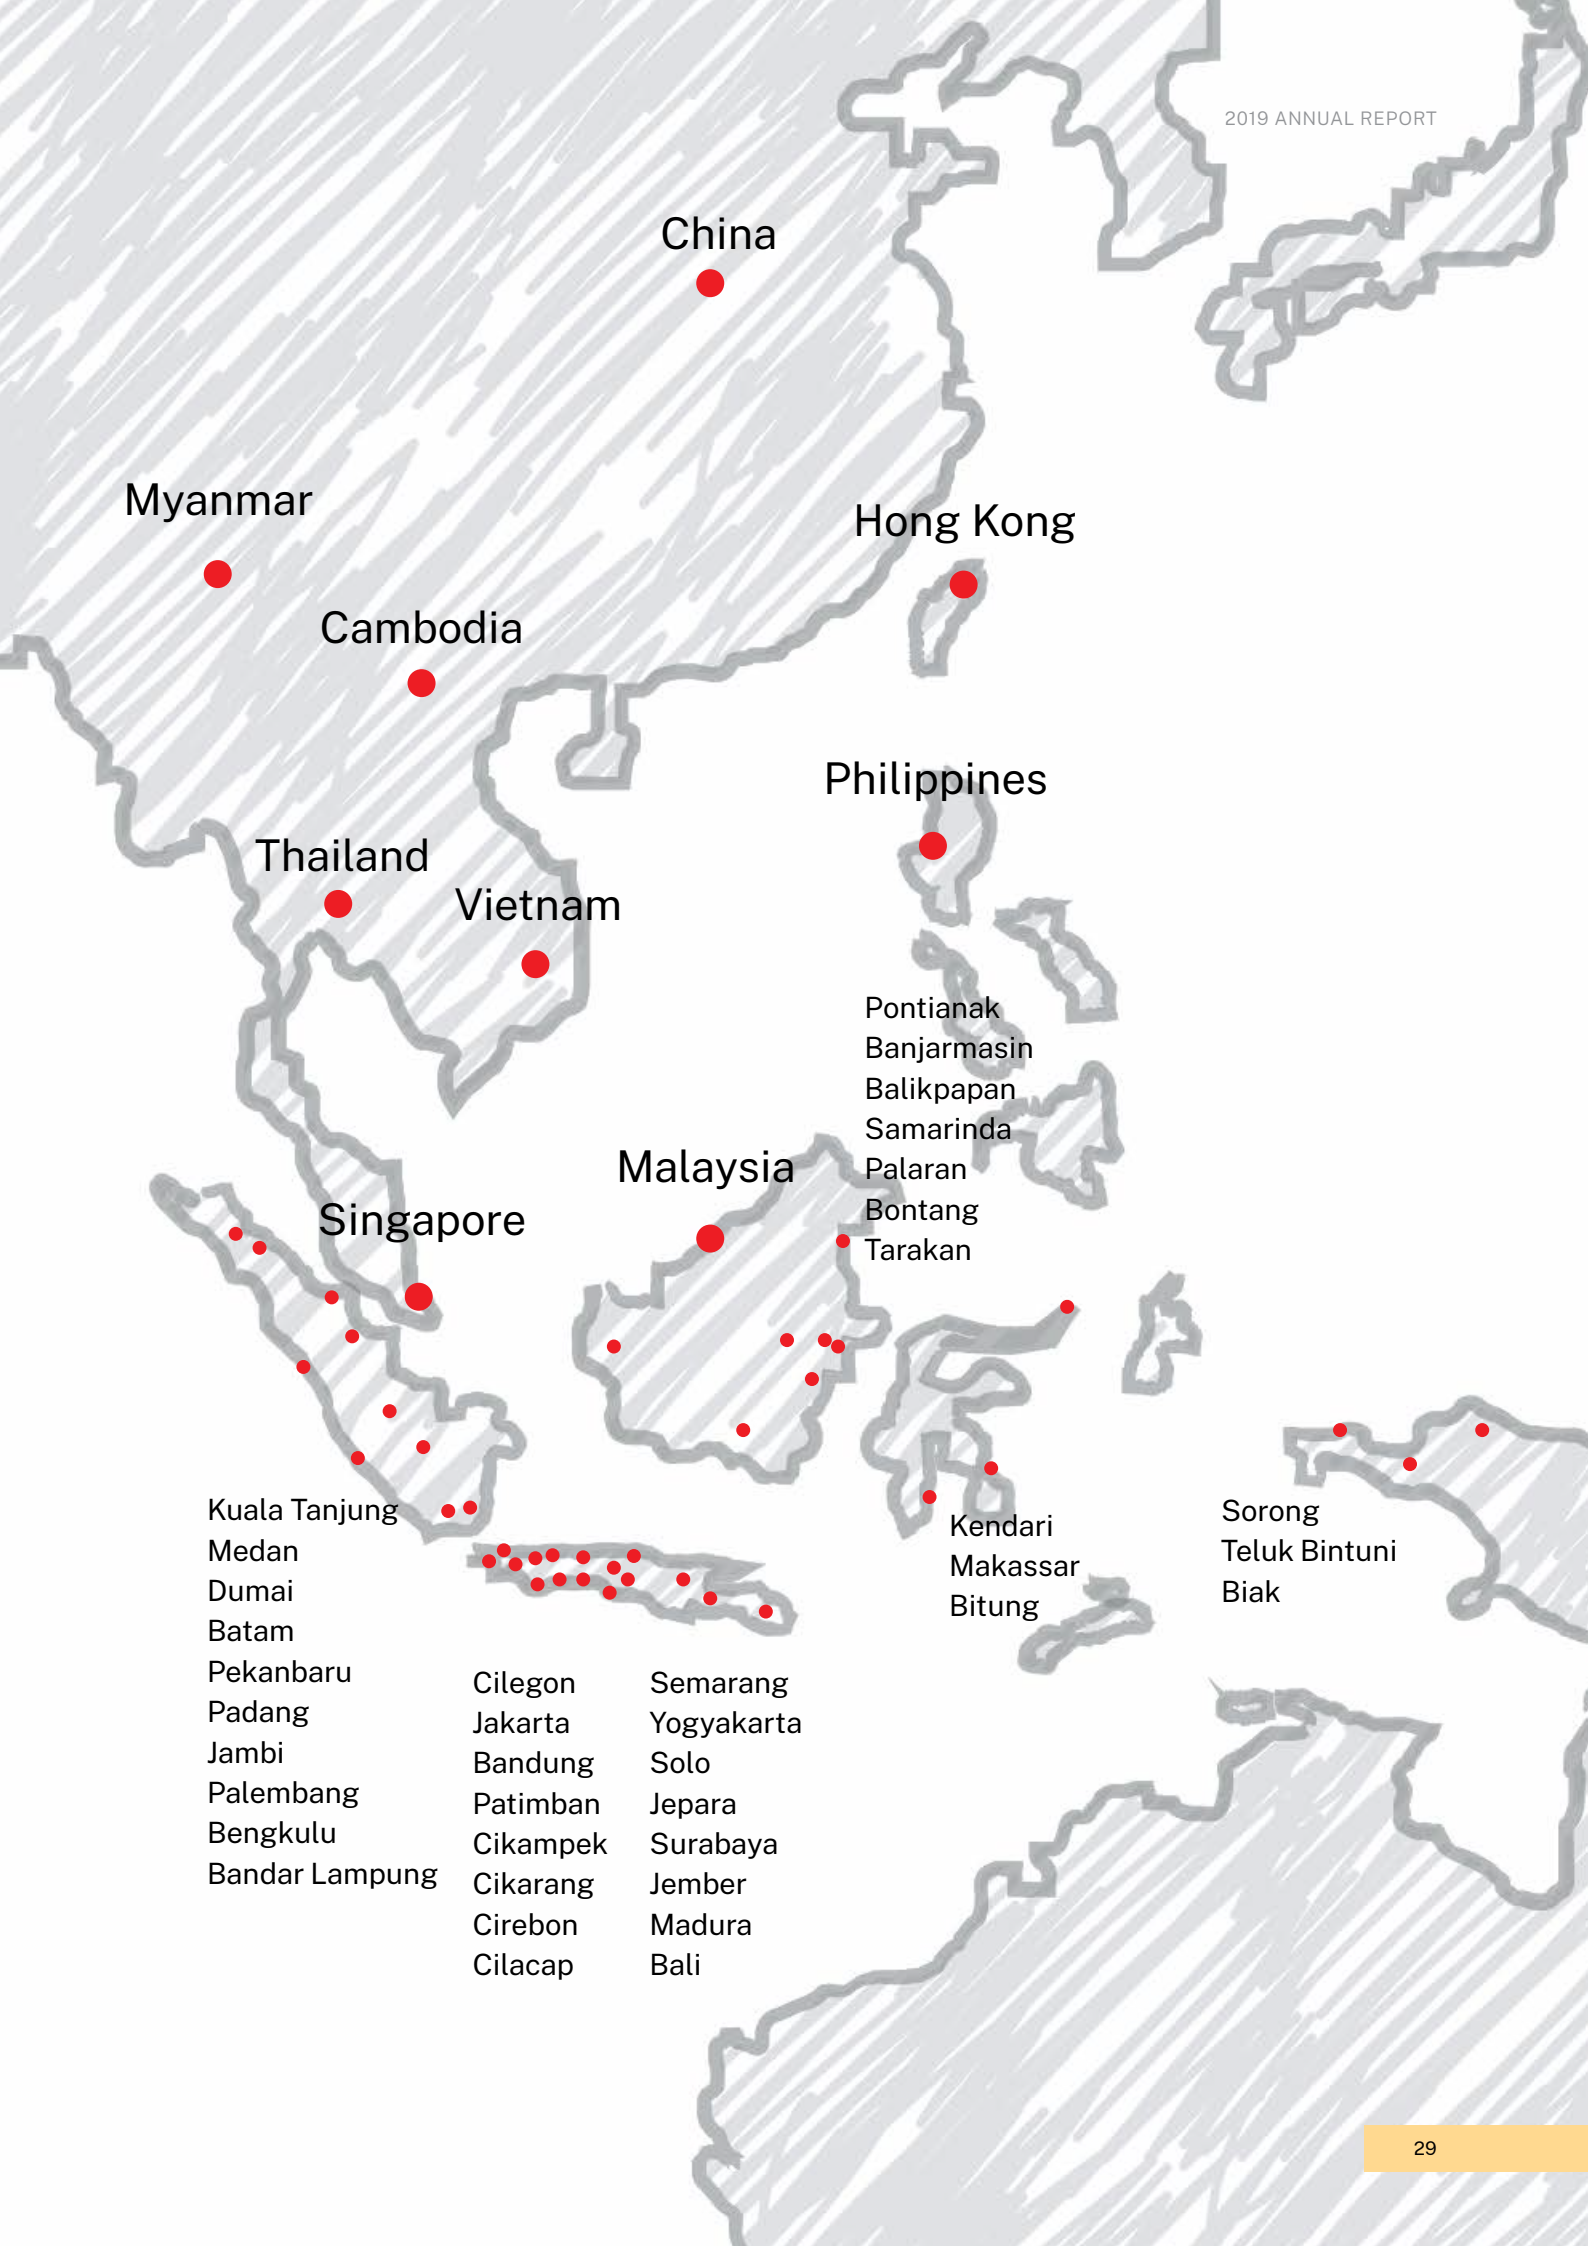 2019 ANNUAL REPORT
China
Myanmar
Hong Kong
Cambodia
Philippines
Thailand
Vietnam
Pontianak
Banjarmasin
Balikpapan
Samarinda
Palaran
Bontang
Tarakan
Malaysia
Singapore
Kuala Tanjung
Medan
Dumai
Batam
Pekanbaru
Padang
Jambi
Palembang
Bengkulu
Bandar Lampung
Cilegon
Jakarta
Bandung
Patimban
Cikampek
Cikarang
Cirebon
Cilacap
Semarang
Yogyakarta
Solo
Jepara
Surabaya
Jember
Madura
Bali
Kendari
Makassar
Bitung
Sorong
Teluk Bintuni
Biak
29